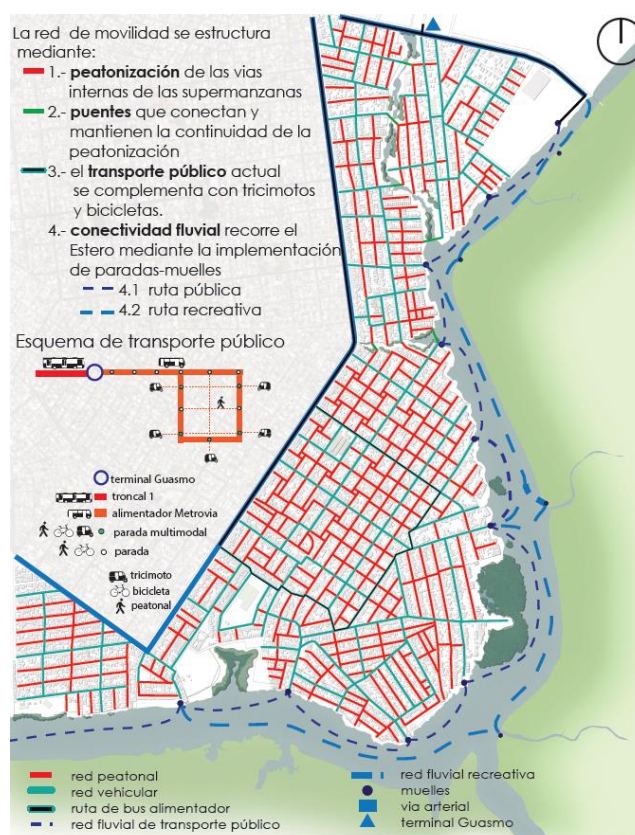 La red de movilidad se estructura
mediante:
1.- peatonización de las vias
internas de las supermanzanas
2.- puentes que conectan y
mantienen la continuidad de la
peatonización
3.- el transporte público actual
se complementa con tricimotos
y bicicletas.
4.- conectividad fluvial recorre el
Estero mediante la implementación
de paradas-muelles
4.1 ruta pública
4.2 ruta recreativa
Esquema de transporte público
terminal Guasmo
troncal 1
alimentador Metrovia
parada multimodal
parada
tricimoto
bicicleta
peatonal
red peatonal
red vehicular
ruta de bus alimentador
red fluvial de transporte público
red fluvial recreativa
muelles
via arterial
terminal Guasmo